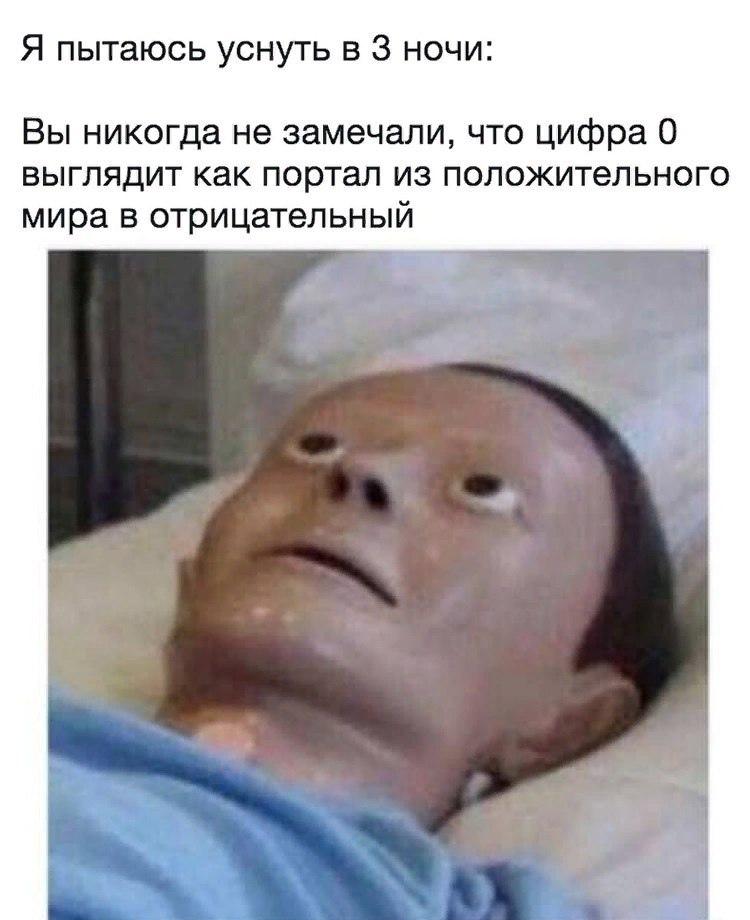 Я пытаюсь уснуть в 3 ночи:
Вы никогда не замечали, что цифра 0
выглядит как портал из положительного
мира в отрицательный